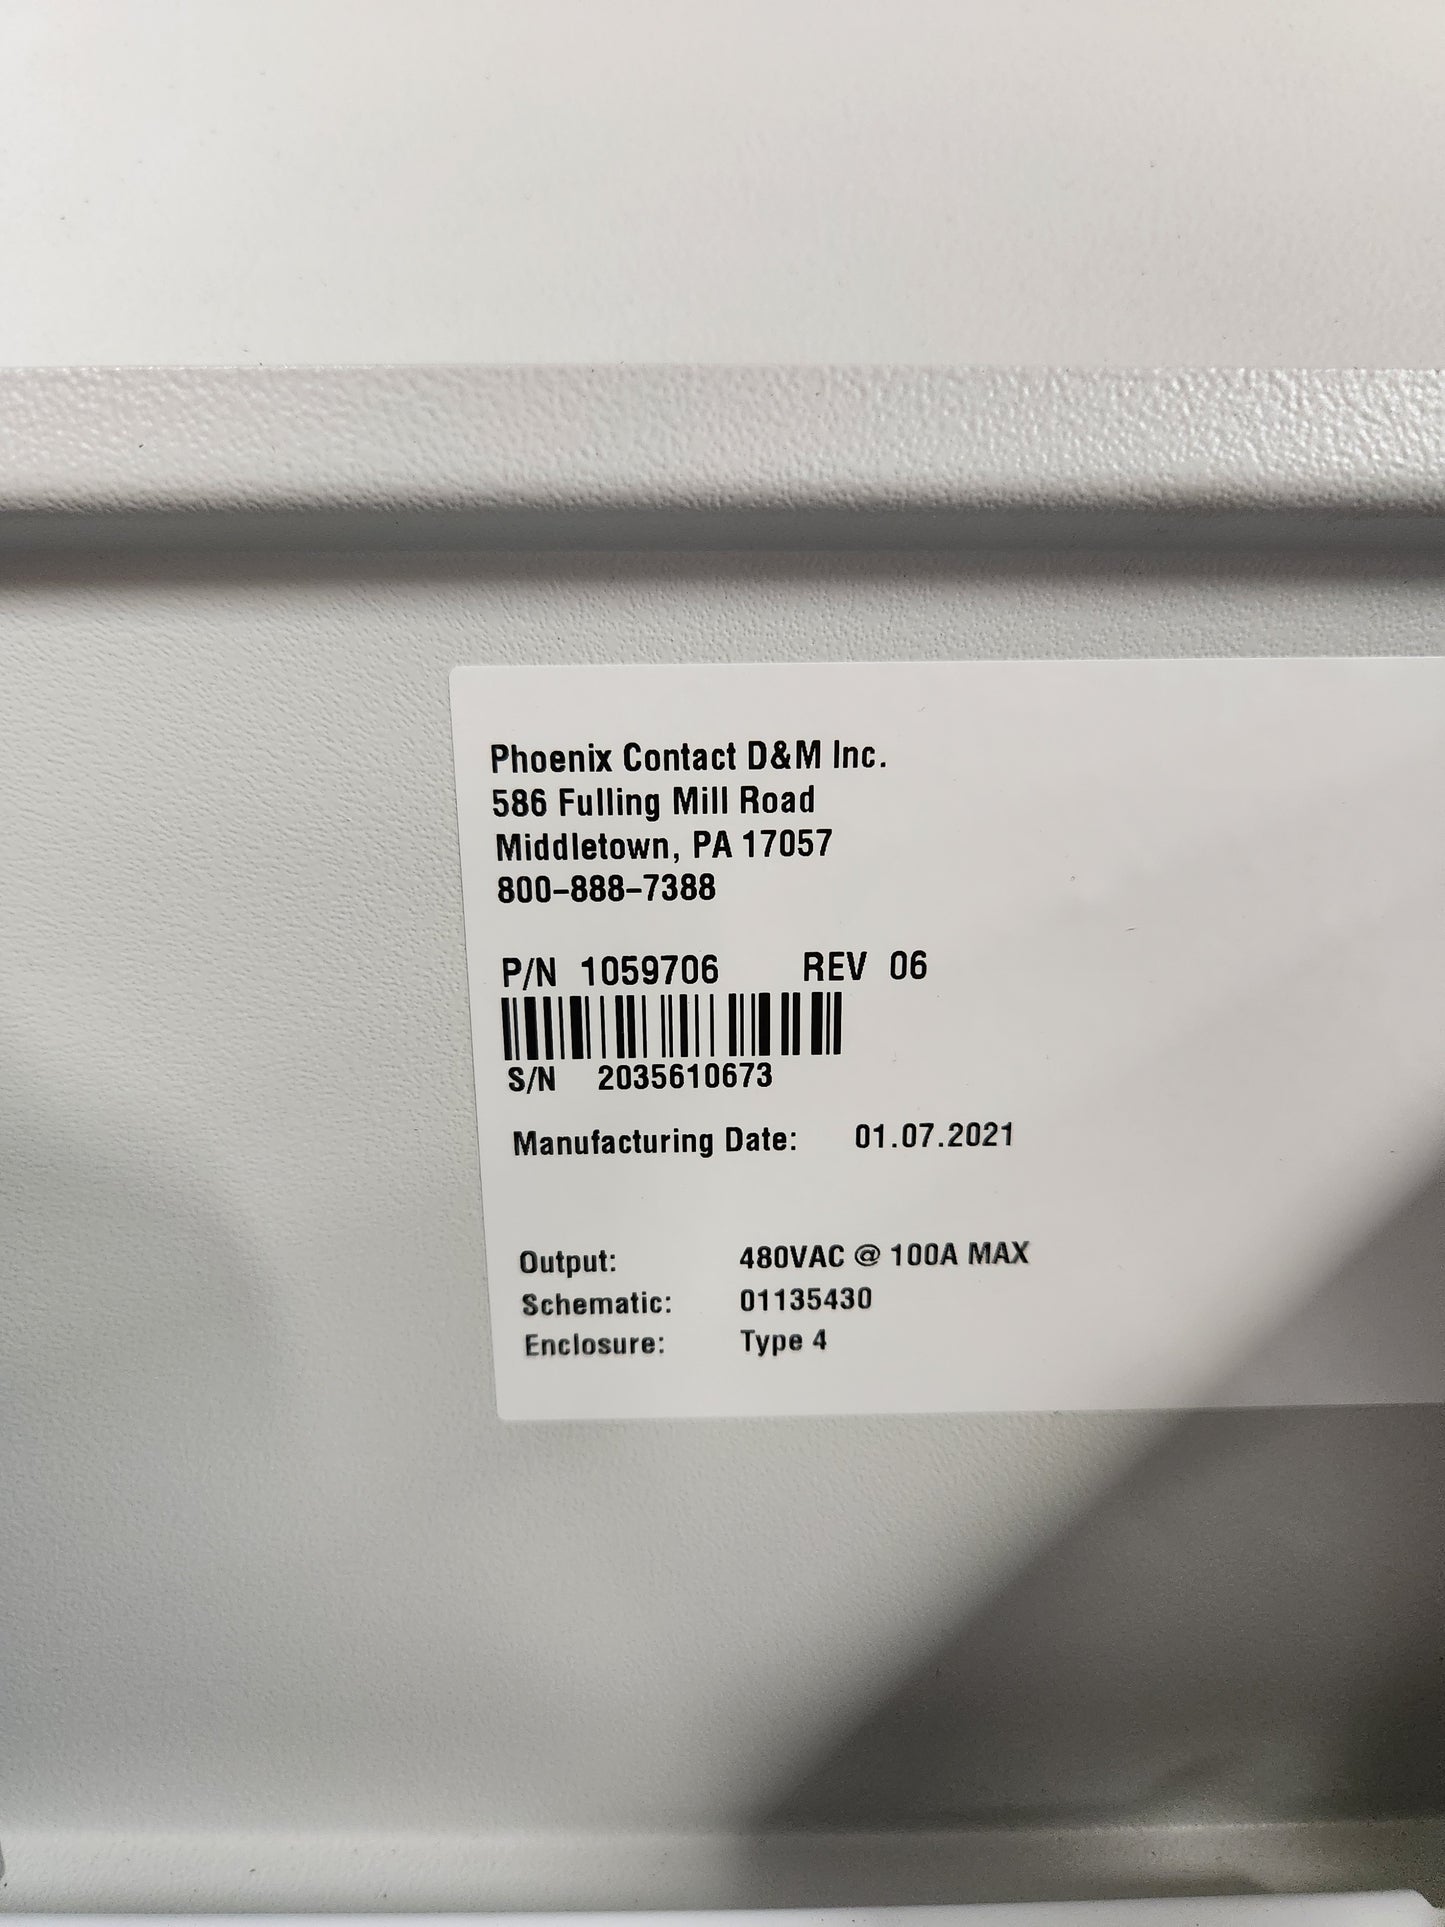 Phoenix Contact D&M Inc.
586 Fulling Mill Road
Middletown, PA 17057
800-888-7388
P/N 1059706 REV 06
S/N 2035610673
Manufacturing Date: 01.07.2021
Output: 480VAC @ 100A MAX
Schematic: 01135430
Enclosure: Type 4